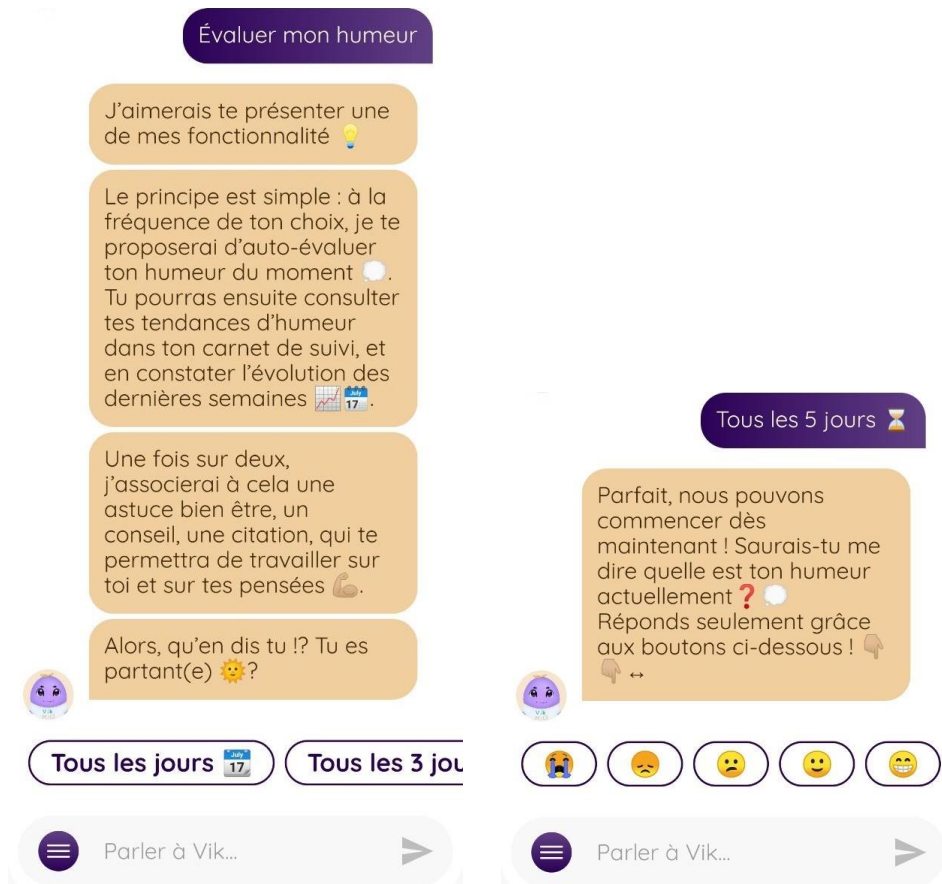 Évaluer mon humeur
J'aimerais te présenter une
de mes fonctionnalité 💡
Le principe est simple : à la
fréquence de ton choix, je te
proposerai d'auto-évaluer
ton humeur du moment 💭.
Tu pourras ensuite consulter
tes tendances d'humeur
dans ton carnet de suivi, et
en constater l'évolution des
dernières semaines 📈📅.
Une fois sur deux,
j'associerai à cela une
astuce bien être, un
conseil, une citation, qui te
permettra de travailler sur
toi et sur tes pensées 💪🏼.
Alors, qu'en dis tu !? Tu es
partant(e) 🌞?
Tous les jours 📅
Tous les 3 jou
Parler à Vik...
Tous les 5 jours ⏳
Parfait, nous pouvons
commencer dès
maintenant ! Saurais-tu me
dire quelle est ton humeur
actuellement ❓💭
Réponds seulement grâce
aux boutons ci-dessous ! 👇🏼
👇🏼 ↔
😭 😞 😕 🙂 😁
Parler à Vik...